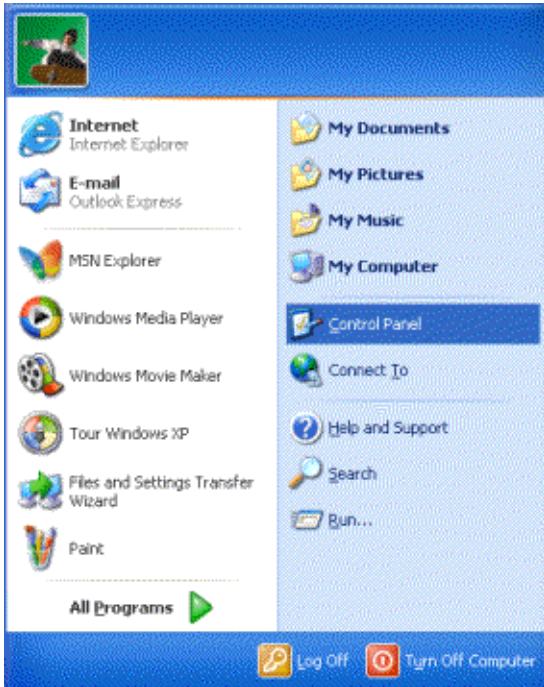 Internet
Internet Explorer
E-mail
Outlook Express
MSN Explorer
Windows Media Player
Windows Movie Maker
Tour Windows XP
Files and Settings Transfer
Wizard
Paint
All Programs
My Documents
My Pictures
My Music
My Computer
Control Panel
Connect To
Help and Support
Search
Run...
Log Off
Turn Off Computer